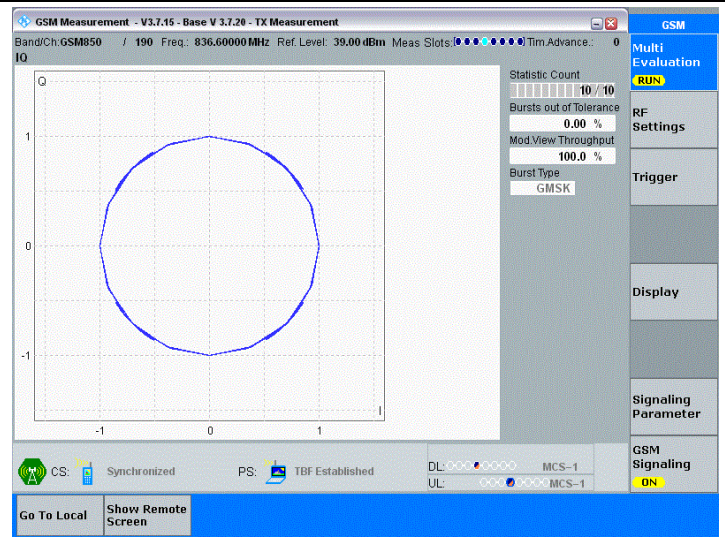 GSM Measurement - V3.7.15 - Base V 3.7.20 - TX Measurement
GSM
Band/Ch:GSM850 / 190 Freq.: 836.60000 MHz Ref. Level: 39.00 dBm Meas Slots: Tim.Advance.: 0
IQ
Multi
Evaluation
RUN
Q
Statistic Count
10 / 10
Bursts out of Tolerance
0.00 %
Mod.View Throughput
100.0 %
Burst Type
GMSK
RF
Settings
Trigger
Display
Signaling
Parameter
GSM
Signaling
ON
1
0
-1
I
-1 0 1
CS: Synchronized PS: TBF Established
DL: MCS-1
UL: MCS-1
Go To Local
Show Remote
Screen